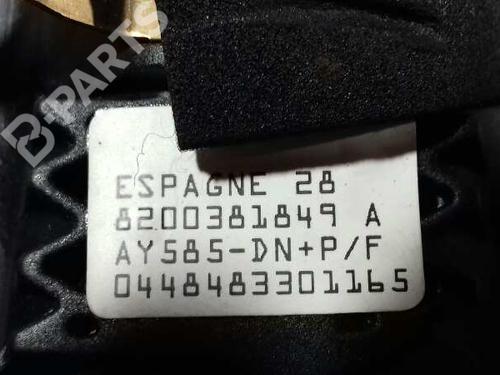 B-PARTS
ESPAGNE 28
8200381849 A
AY585-DN+P/F
0448483301165